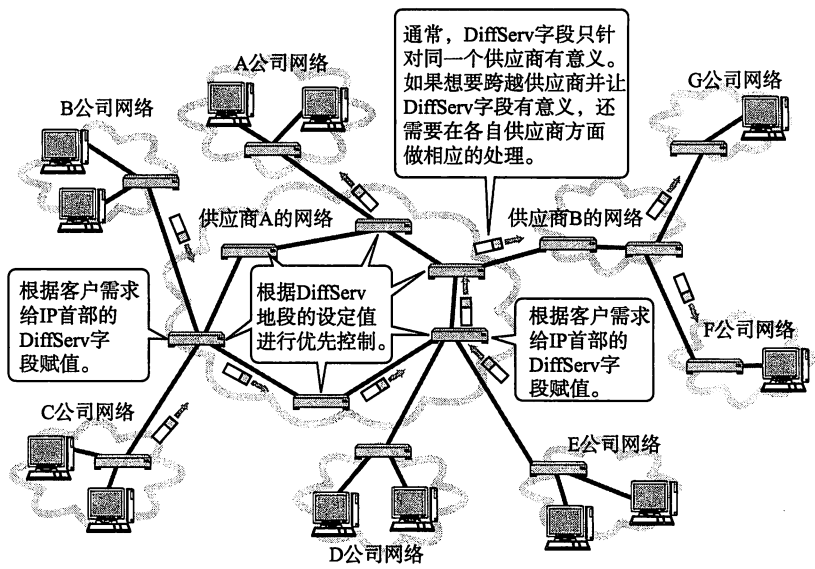 通常，DiffServ字段只针
对同一个供应商有意义。
如果想要跨越供应商并让
DiffServ字段有意义，还
需要在各自供应商方面
做相应的处理。
A公司网络
G公司网络
B公司网络
供应商A的网络
供应商B的网络
根据客户需求
给IP首部的
DiffServ字
段赋值。
根据DiffServ
地段的设定值
进行优先控制。
根据客户需求
给IP首部的
DiffServ字
段赋值。
F公司网络
C公司网络
E公司网络
D公司网络